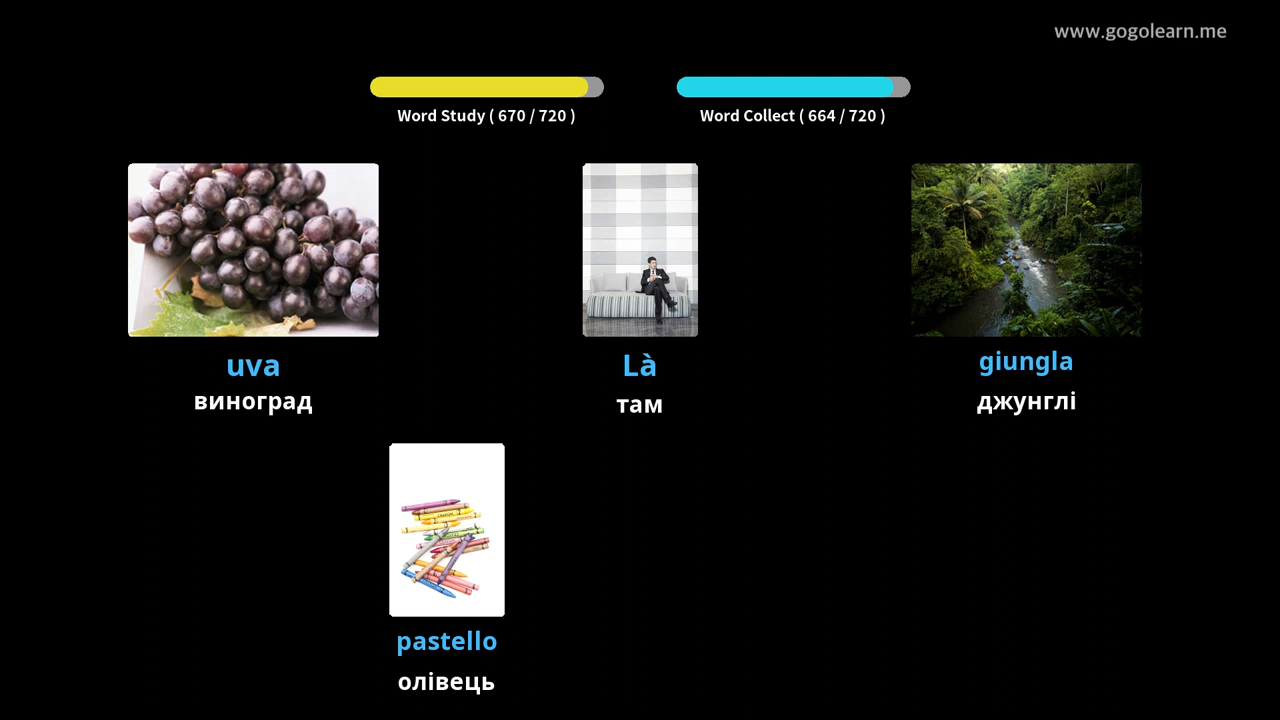 www.gogolearn.me
Word Study ( 670 / 720 )
Word Collect ( 664 / 720 )
uva
виноград
Là
там
giungla
джунглі
pastello
олівець